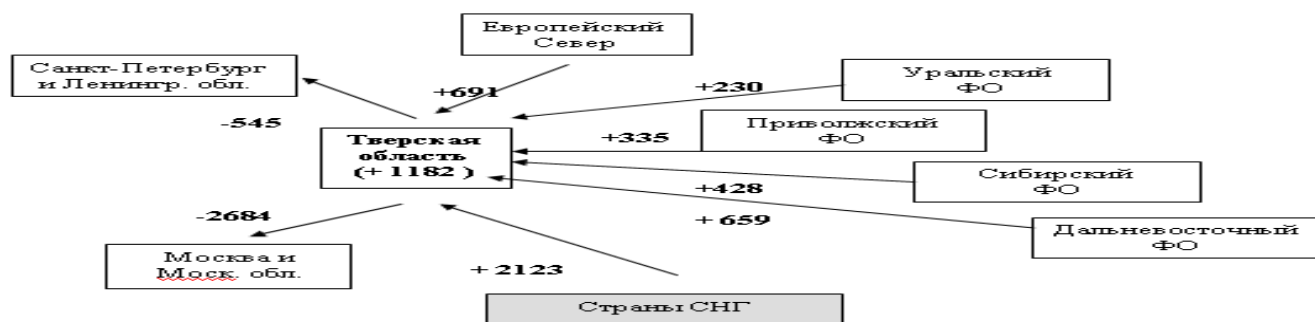 Европейский
Север
Санкт-Петербург
и Ленингр. обл.
Уральский
ФО
+691
+230
-545
Приволжский
ФО
Тверская
область
(+ 1182 )
+335
Сибирский
ФО
+428
-2684
+ 659
Дальневосточный
ФО
Москва и
Моск. обл.
+ 2123
Страны СНГ